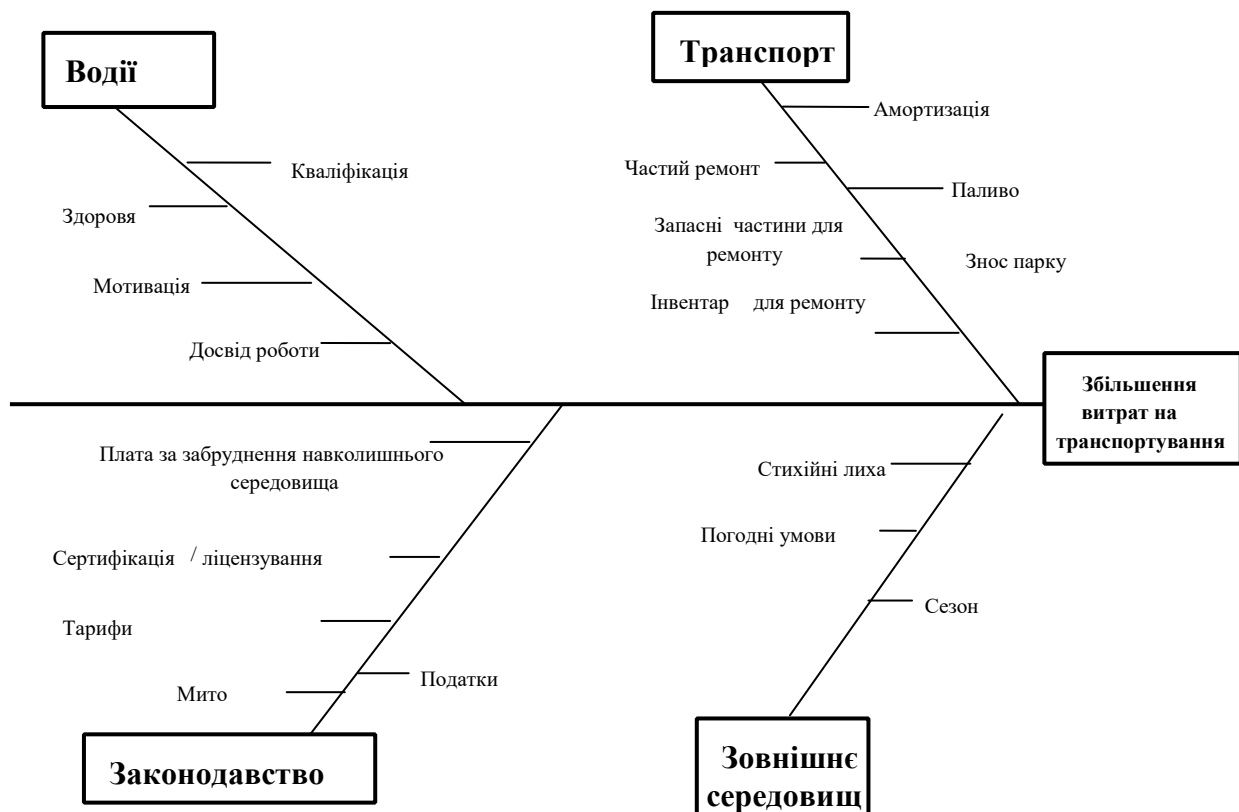 Водії
Транспорт
Амортизація
Кваліфікація
Частий ремонт
Здоровя
Паливо
Запасні частини для
ремонту
Знос парку
Мотивація
Інвентар для ремонту
Досвід роботи
Збільшення
витрат на
транспортування
Плата за забруднення навколишнього
середовища
Стихійні лиха
Погодні умови
Сертифікація / ліцензування
Сезон
Тарифи
Податки
Мито
Законодавство
Зовнішнє
середовищ